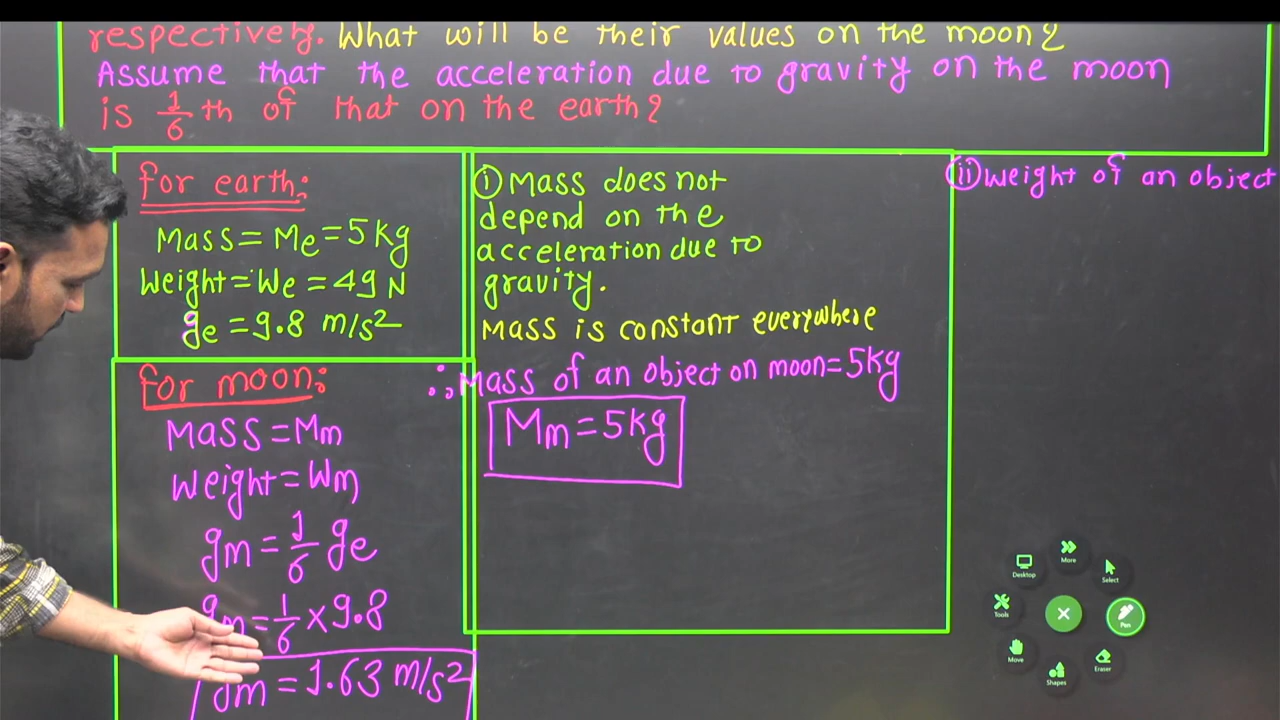 respectively. What will be their values on the moon?
Assume that the acceleration due to gravity on the moon
is 1/6 th of that on the earth?
for earth:
Mass = Me = 5 kg
Weight = We = 49 N
ge = 9.8 m/s²
for moon:
Mass = Mm
Weight = Wm
gm = 1/6 ge
gm = 1/6 × 9.8
gm = 1.63 m/s²
(i) Mass does not
depend on the
acceleration due to
gravity.
Mass is constant everywhere
∴ Mass of an object on moon = 5kg
Mm = 5kg
(ii) Weight of an object
More
Desktop
Select
Tools
Pen
Move
Eraser
Shapes